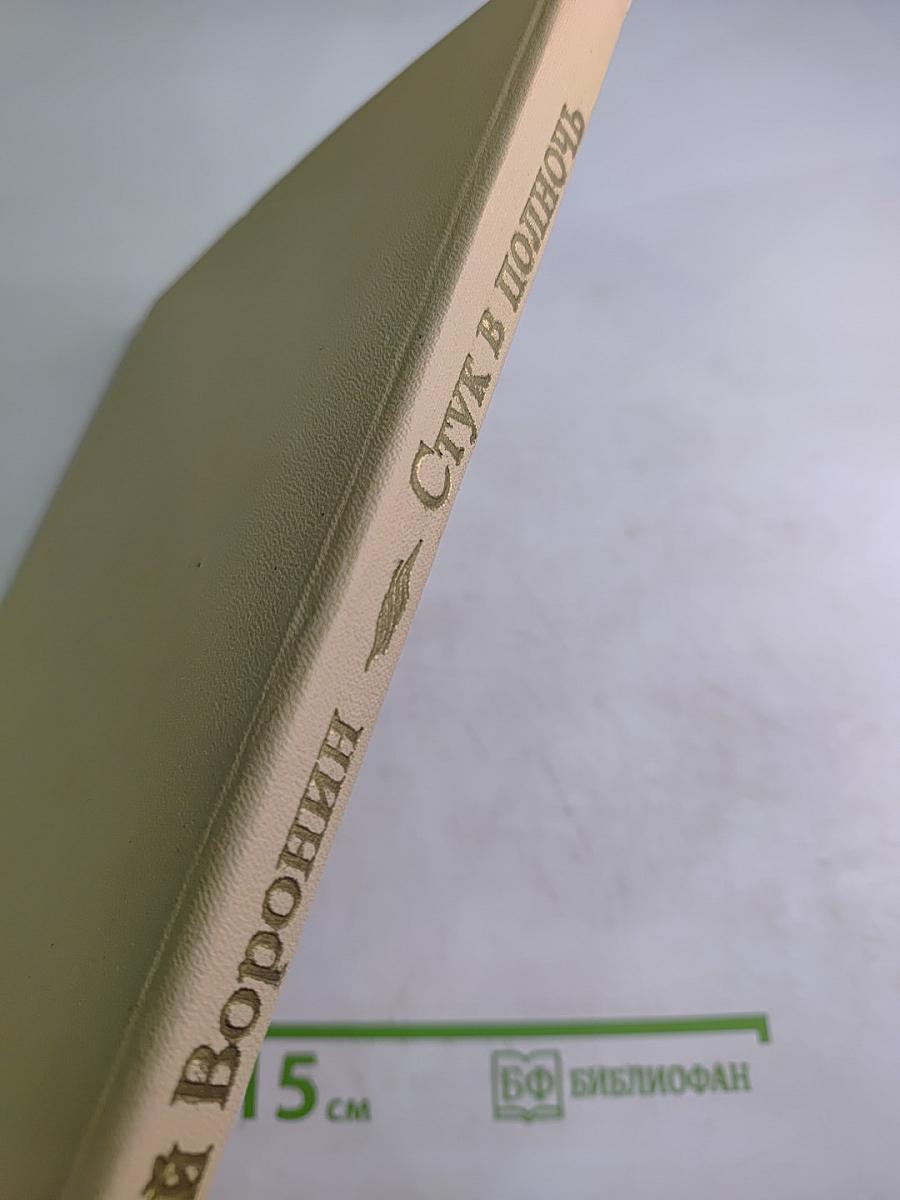 Воронин Стук в полночь
15 см
БФ БИБЛИОФАН